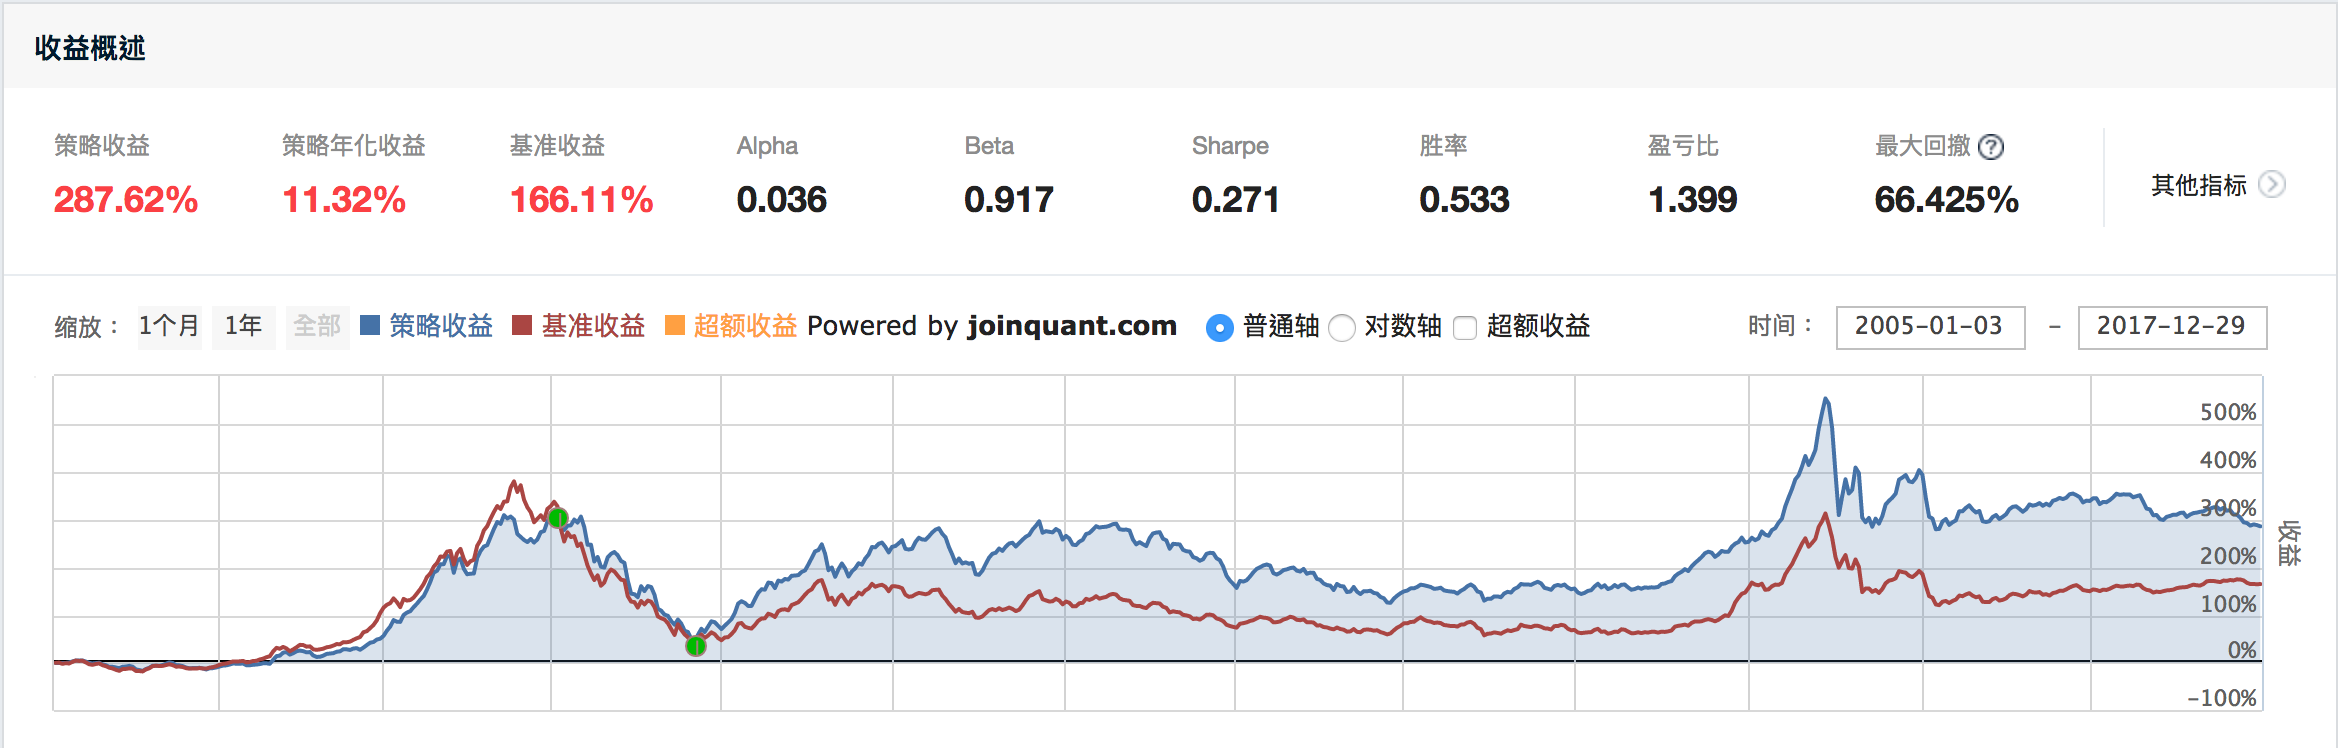 收益概述
策略收益 策略年化收益 基准收益 Alpha Beta Sharpe 胜率 盈亏比 最大回撤 ?
287.62% 11.32% 166.11% 0.036 0.917 0.271 0.533 1.399 66.425% 其他指标
缩放： 1个月 1年 全部 策略收益 基准收益 超额收益 Powered by joinquant.com 普通轴 对数轴 超额收益 时间： 2005-01-03 - 2017-12-29
500%
400%
300%
200%
100%
0%
-100%
收益